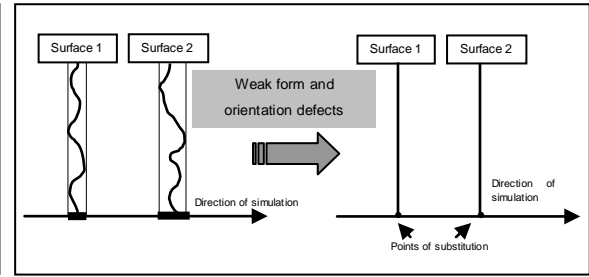 Surface 1
Surface 2
Weak form and
orientation defects
Direction of simulation
Surface 1
Surface 2
Direction of
simulation
Points of substitution